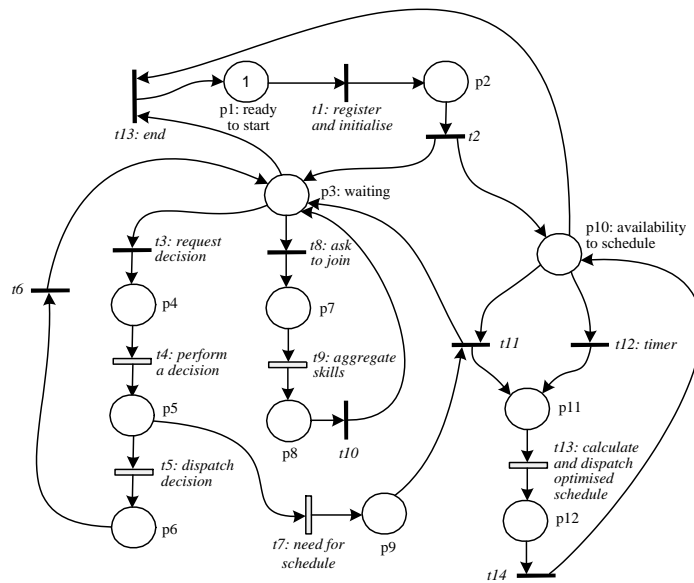 1
p2
p1: ready
to start
t1: register
and initialise
t13: end
t2
p3: waiting
p10: availability
to schedule
t3: request
decision
t8: ask
to join
t6
p4
p7
t11
t12: timer
t4: perform
a decision
t9: aggregate
skills
p5
p8
t10
p11
t5: dispatch
decision
t13: calculate
and dispatch
optimised
schedule
p6
t7: need for
schedule
p9
p12
t14